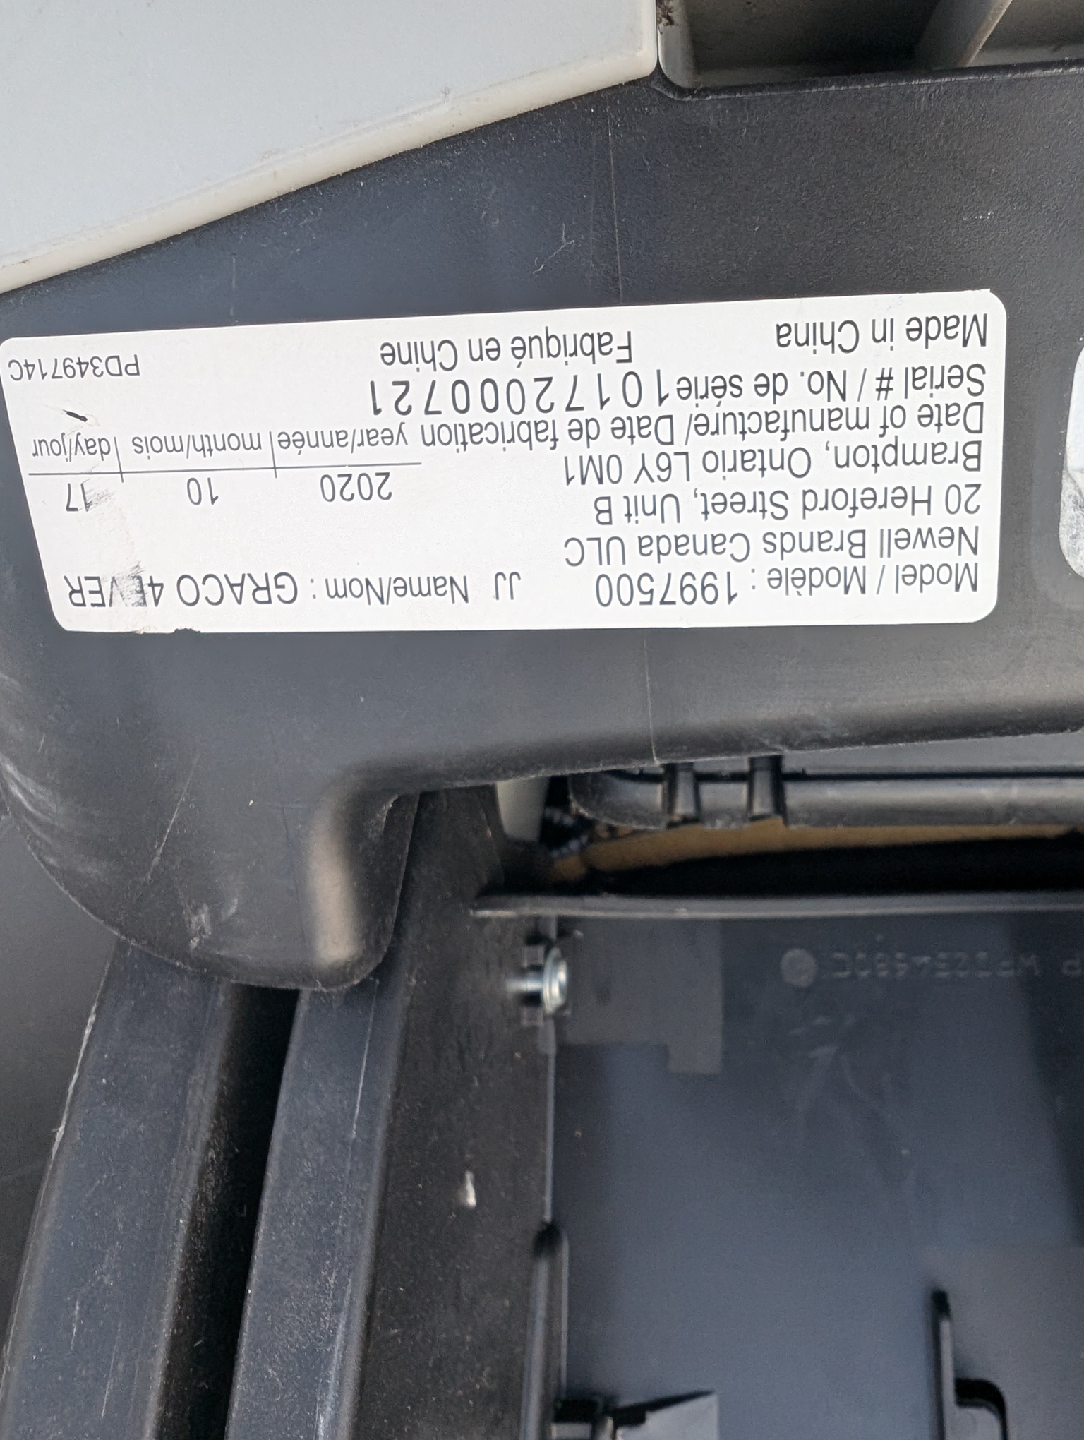 Model / Modèle : 1997500 JJ Name/Nom : GRACO 4EVER
Newell Brands Canada ULC
20 Hereford Street, Unit B 2020 10 17
Brampton, Ontario L6Y 0M1
Date of manufacture/ Date de fabrication year/année month/mois day/jour
Serial # / No. de série 10172000721
Made in China Fabriqué en Chine PD349714C